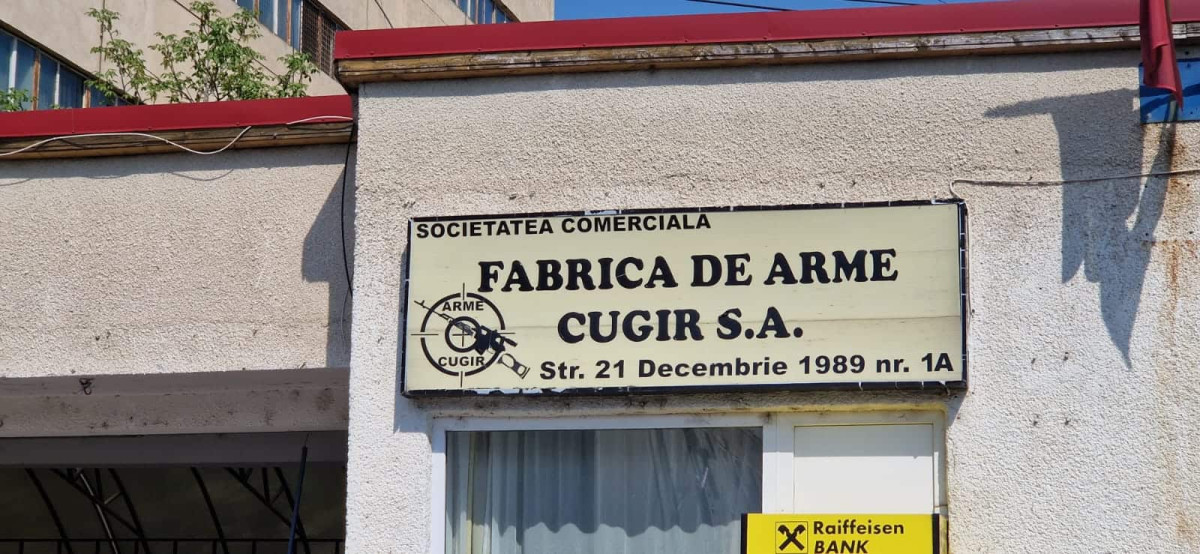 SOCIETATEA COMERCIALA
FABRICA DE ARME
CUGIR S.A.
Str. 21 Decembrie 1989 nr. 1A
ARME
CUGIR
Raiffeisen
BANK